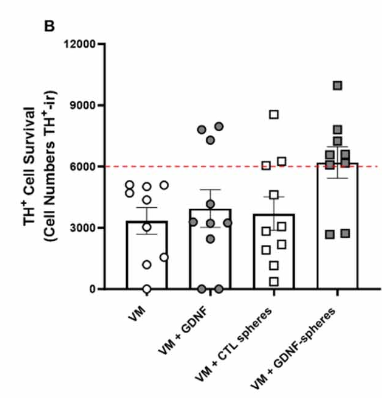 B
12000
9000
6000
3000
0
TH⁺ Cell Survival
(Cell Numbers TH⁺-ir)
VM
VM + GDNF
VM + CTL spheres
VM + GDNF-spheres